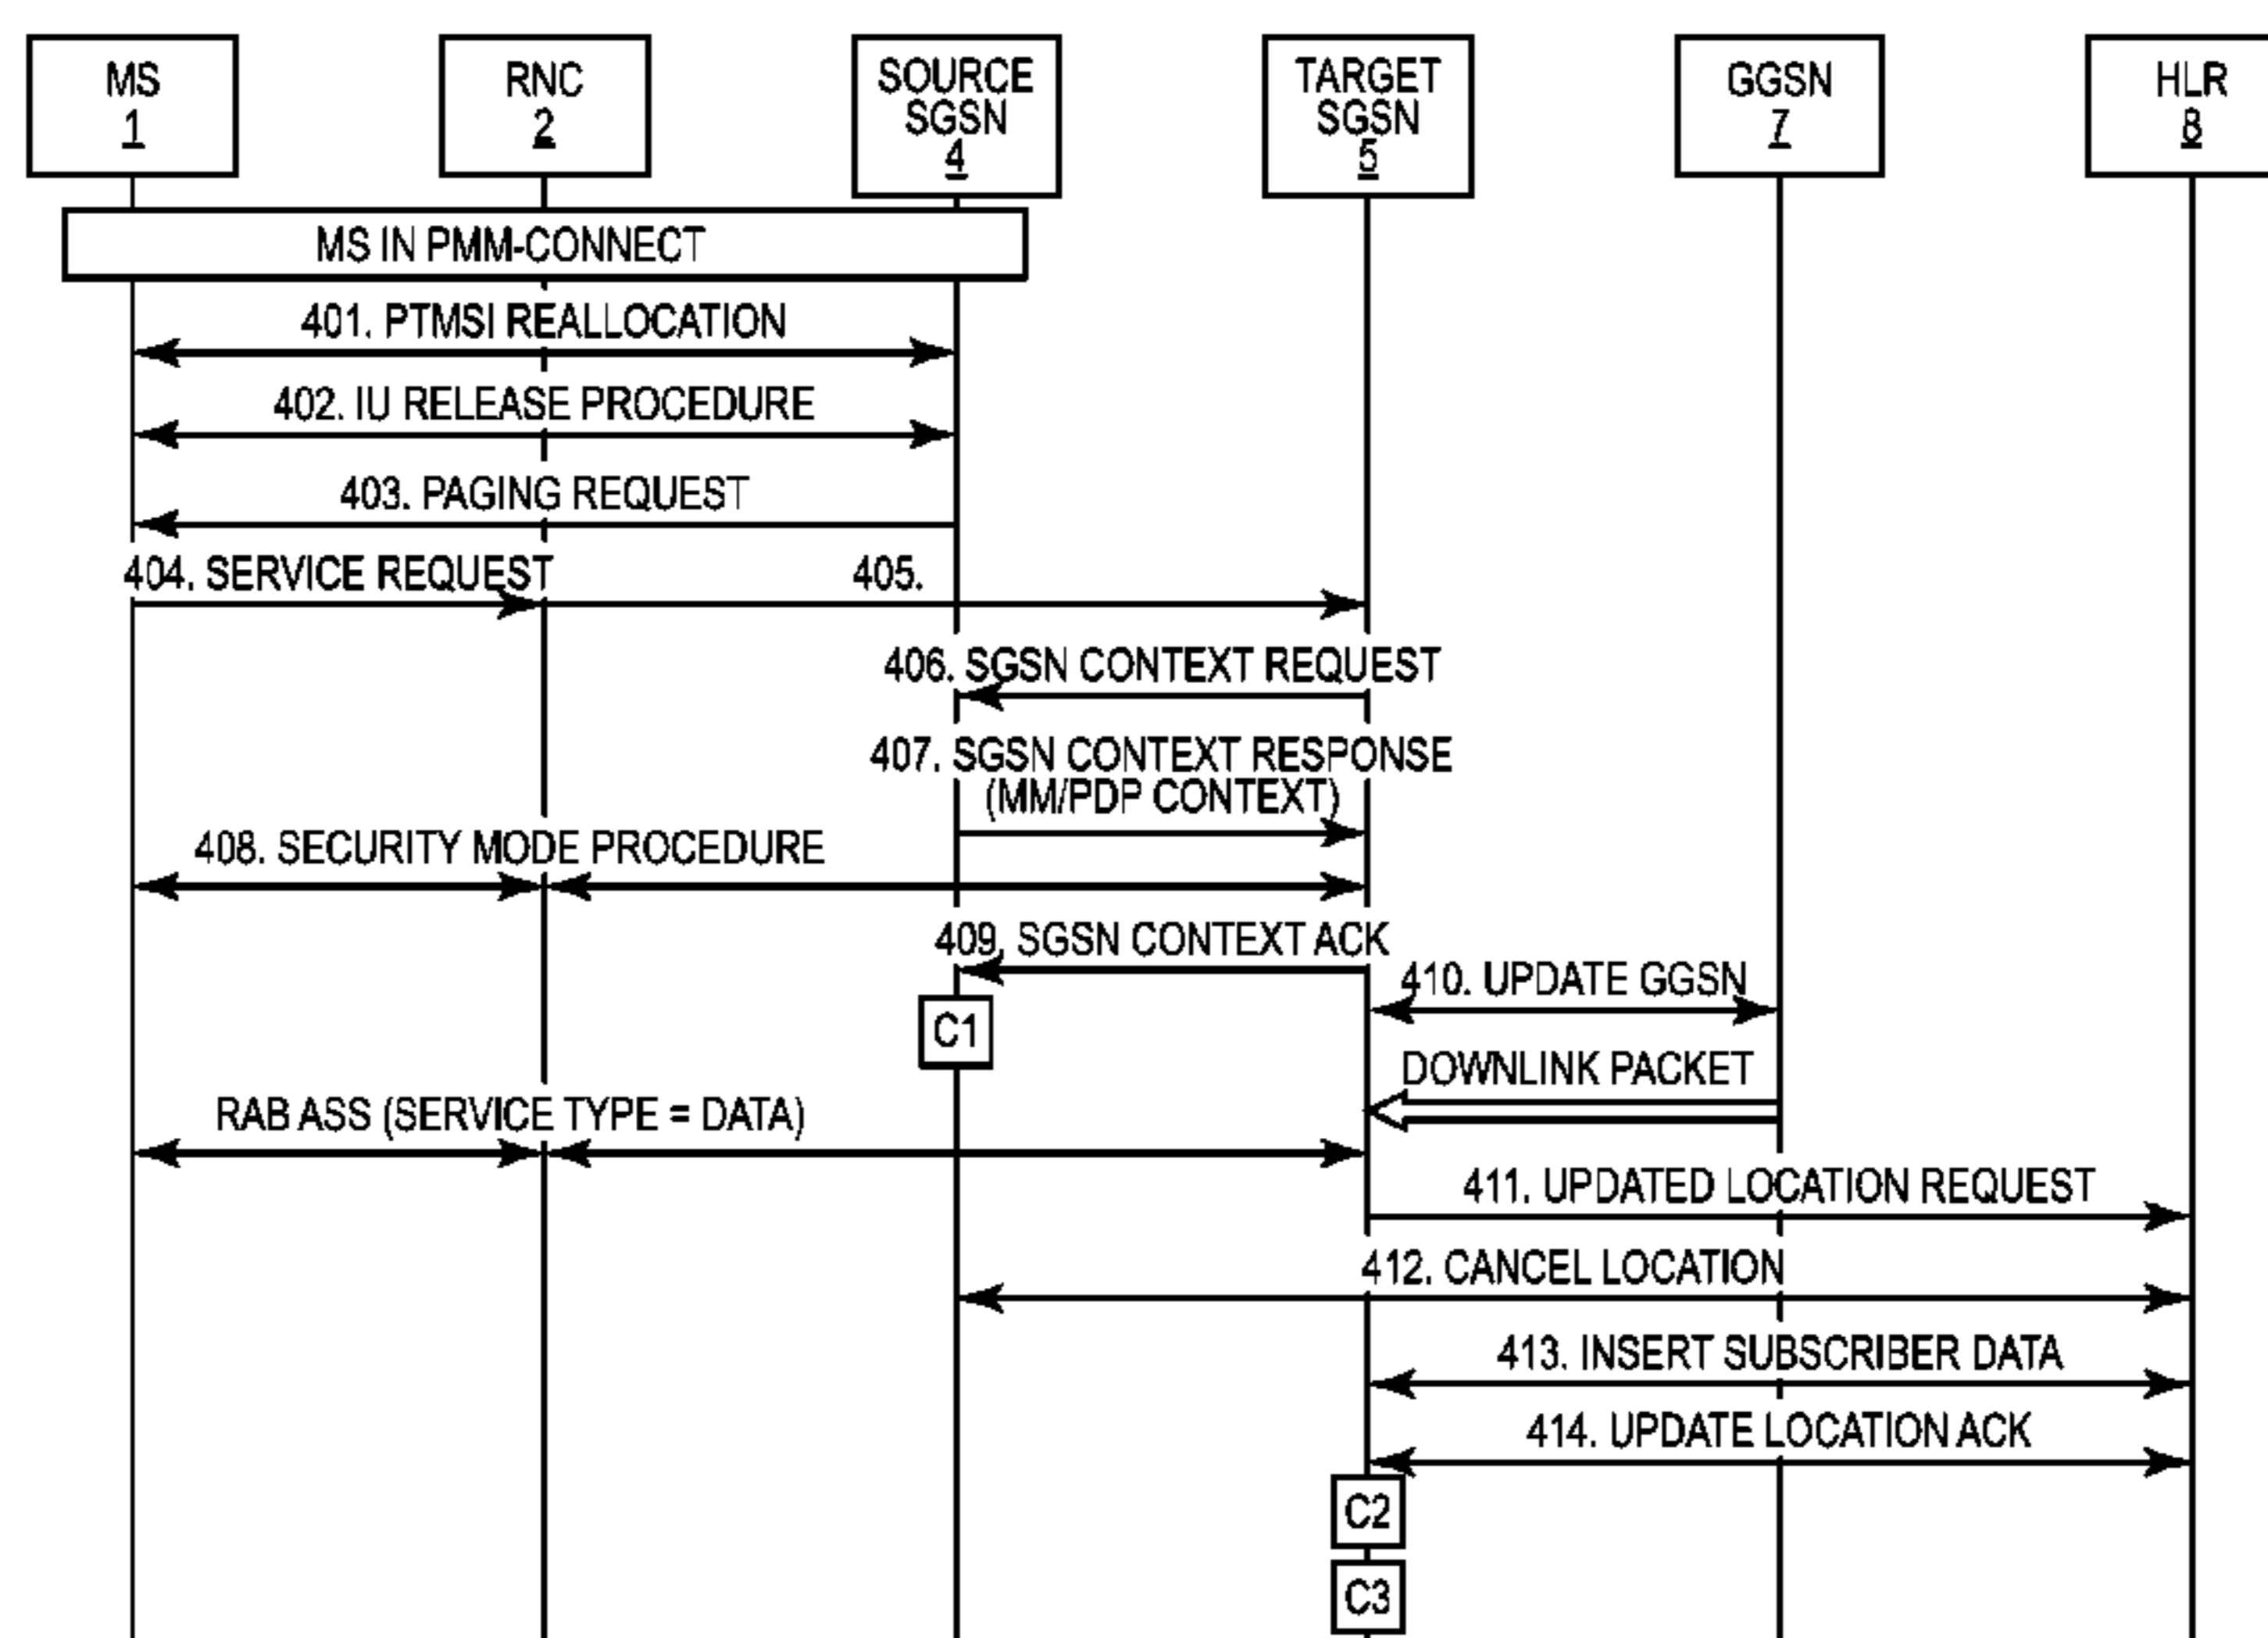 MS
1
RNC
2
SOURCE
SGSN
4
TARGET
SGSN
5
GGSN
7
HLR
8
MS IN PMM-CONNECT
401. PTMSI REALLOCATION
402. IU RELEASE PROCEDURE
403. PAGING REQUEST
404. SERVICE REQUEST
405.
406. SGSN CONTEXT REQUEST
407. SGSN CONTEXT RESPONSE
(MM/PDP CONTEXT)
408. SECURITY MODE PROCEDURE
409. SGSN CONTEXT ACK
410. UPDATE GGSN
C1
DOWNLINK PACKET
RAB ASS (SERVICE TYPE = DATA)
411. UPDATED LOCATION REQUEST
412. CANCEL LOCATION
413. INSERT SUBSCRIBER DATA
414. UPDATE LOCATION ACK
C2
C3